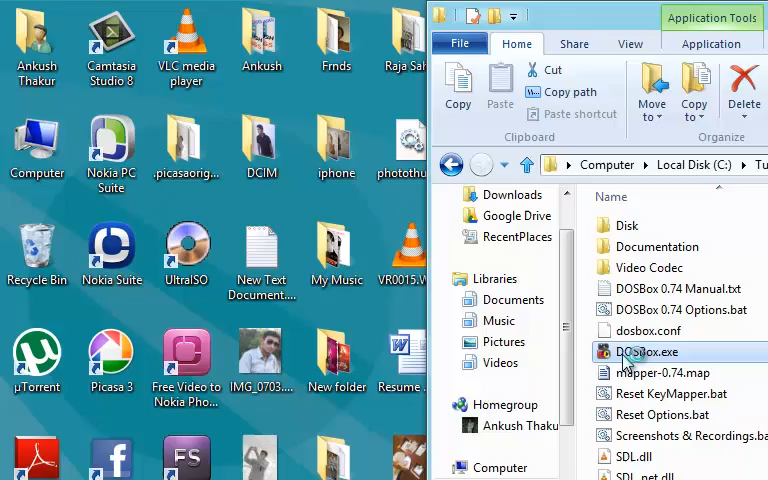 Ankush Thakur
Camtasia Studio 8
VLC media player
Ankush
Frnds
Raja Sah
Computer
Nokia PC Suite
.picasaorig...
DCIM
iphone
photothu
Recycle Bin
Nokia Suite
UltraISO
New Text Document....
My Music
VR0015.W
µTorrent
Picasa 3
Free Video to Nokia Pho...
IMG_0703....
New folder
Resume
FS
Application Tools
File
Home
Share
View
Application
Copy
Paste
Cut
Copy path
Paste shortcut
Move to
Copy to
Delete
Clipboard
Organize
Computer
Local Disk (C:)
Tu
Downloads
Google Drive
RecentPlaces
Libraries
Documents
Music
Pictures
Videos
Homegroup
Ankush Thaku
Computer
Name
Disk
Documentation
Video Codec
DOSBox 0.74 Manual.txt
DOSBox 0.74 Options.bat
dosbox.conf
DOSBox.exe
mapper-0.74.map
Reset KeyMapper.bat
Reset Options.bat
Screenshots & Recordings.ba
SDL.dll
SDL_net.dll